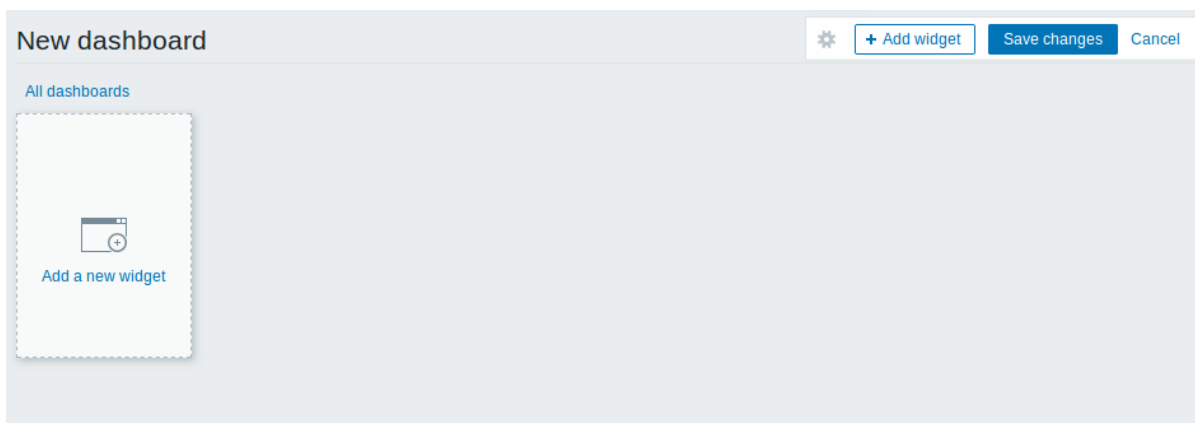 New dashboard
+ Add widget
Save changes
Cancel
All dashboards
Add a new widget